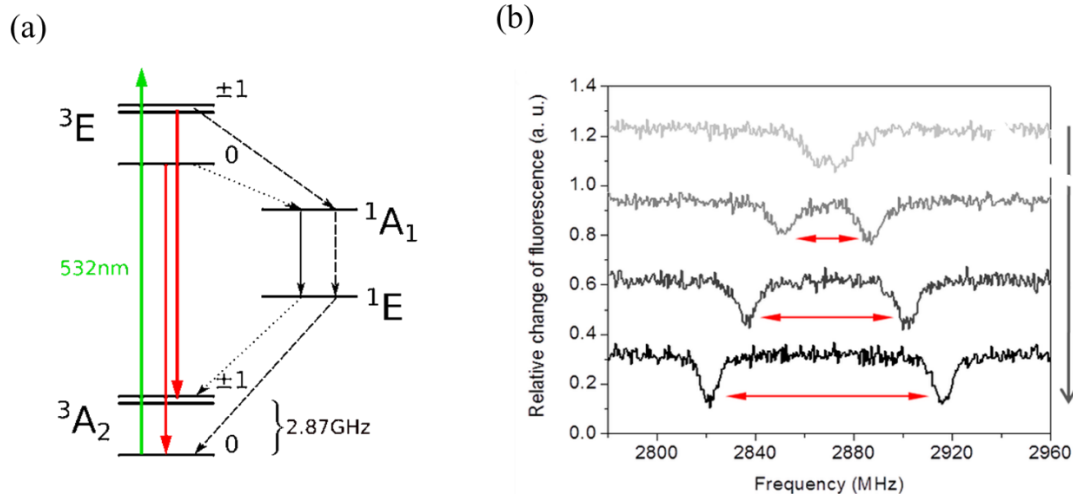 (a)
±1
³E
0
¹A₁
532nm
¹E
±1
³A₂
2.87GHz
0
(b)
Relative change of fluorescence (a. u.)
1.4
1.2
1.0
0.8
0.6
0.4
0.2
0.0
2800 2840 2880 2920 2960
Frequency (MHz)